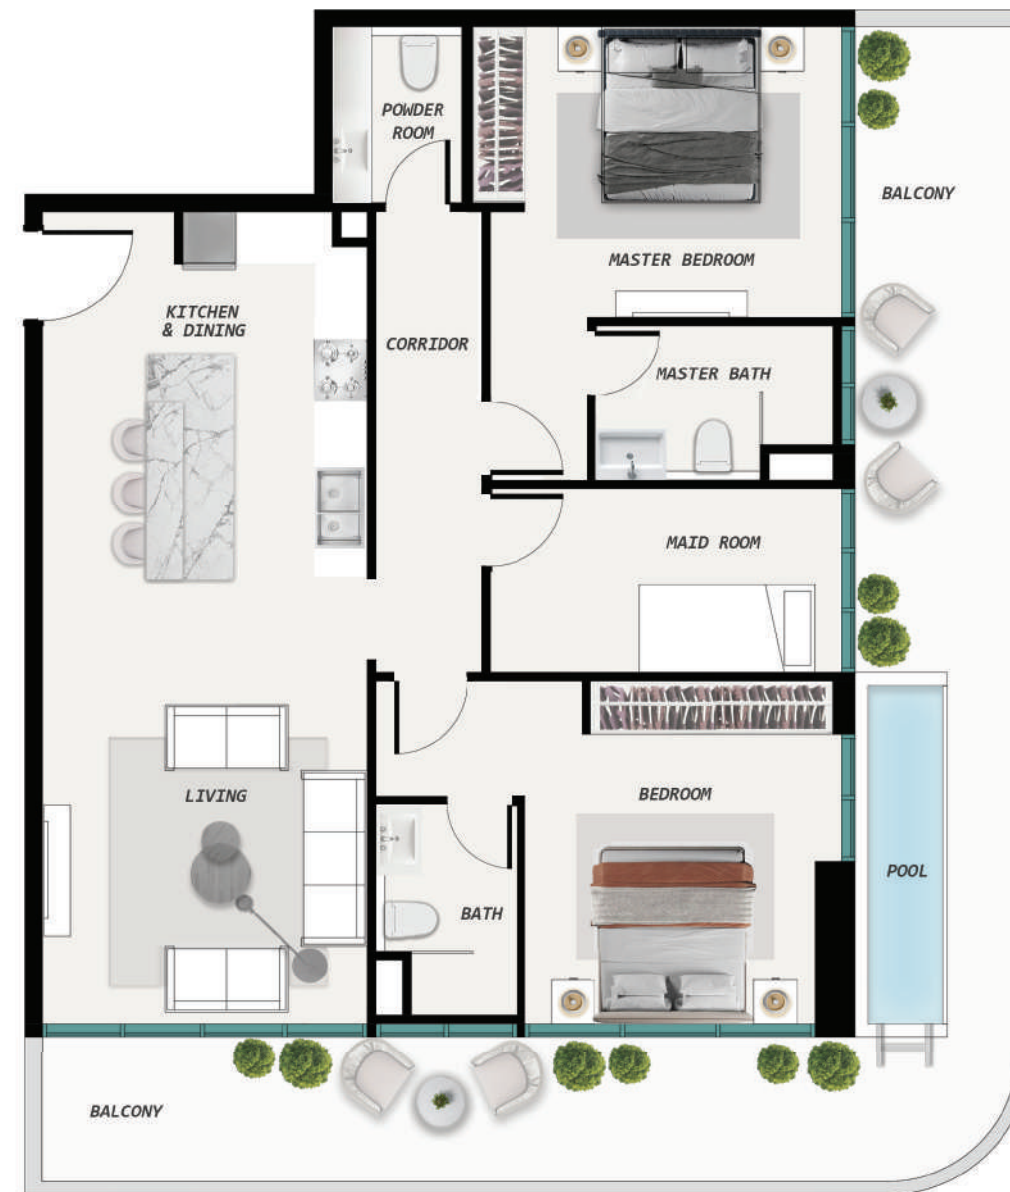 POWDER
ROOM
BALCONY
MASTER BEDROOM
KITCHEN
& DINING
CORRIDOR
MASTER BATH
MAID ROOM
LIVING
BEDROOM
POOL
BATH
BALCONY